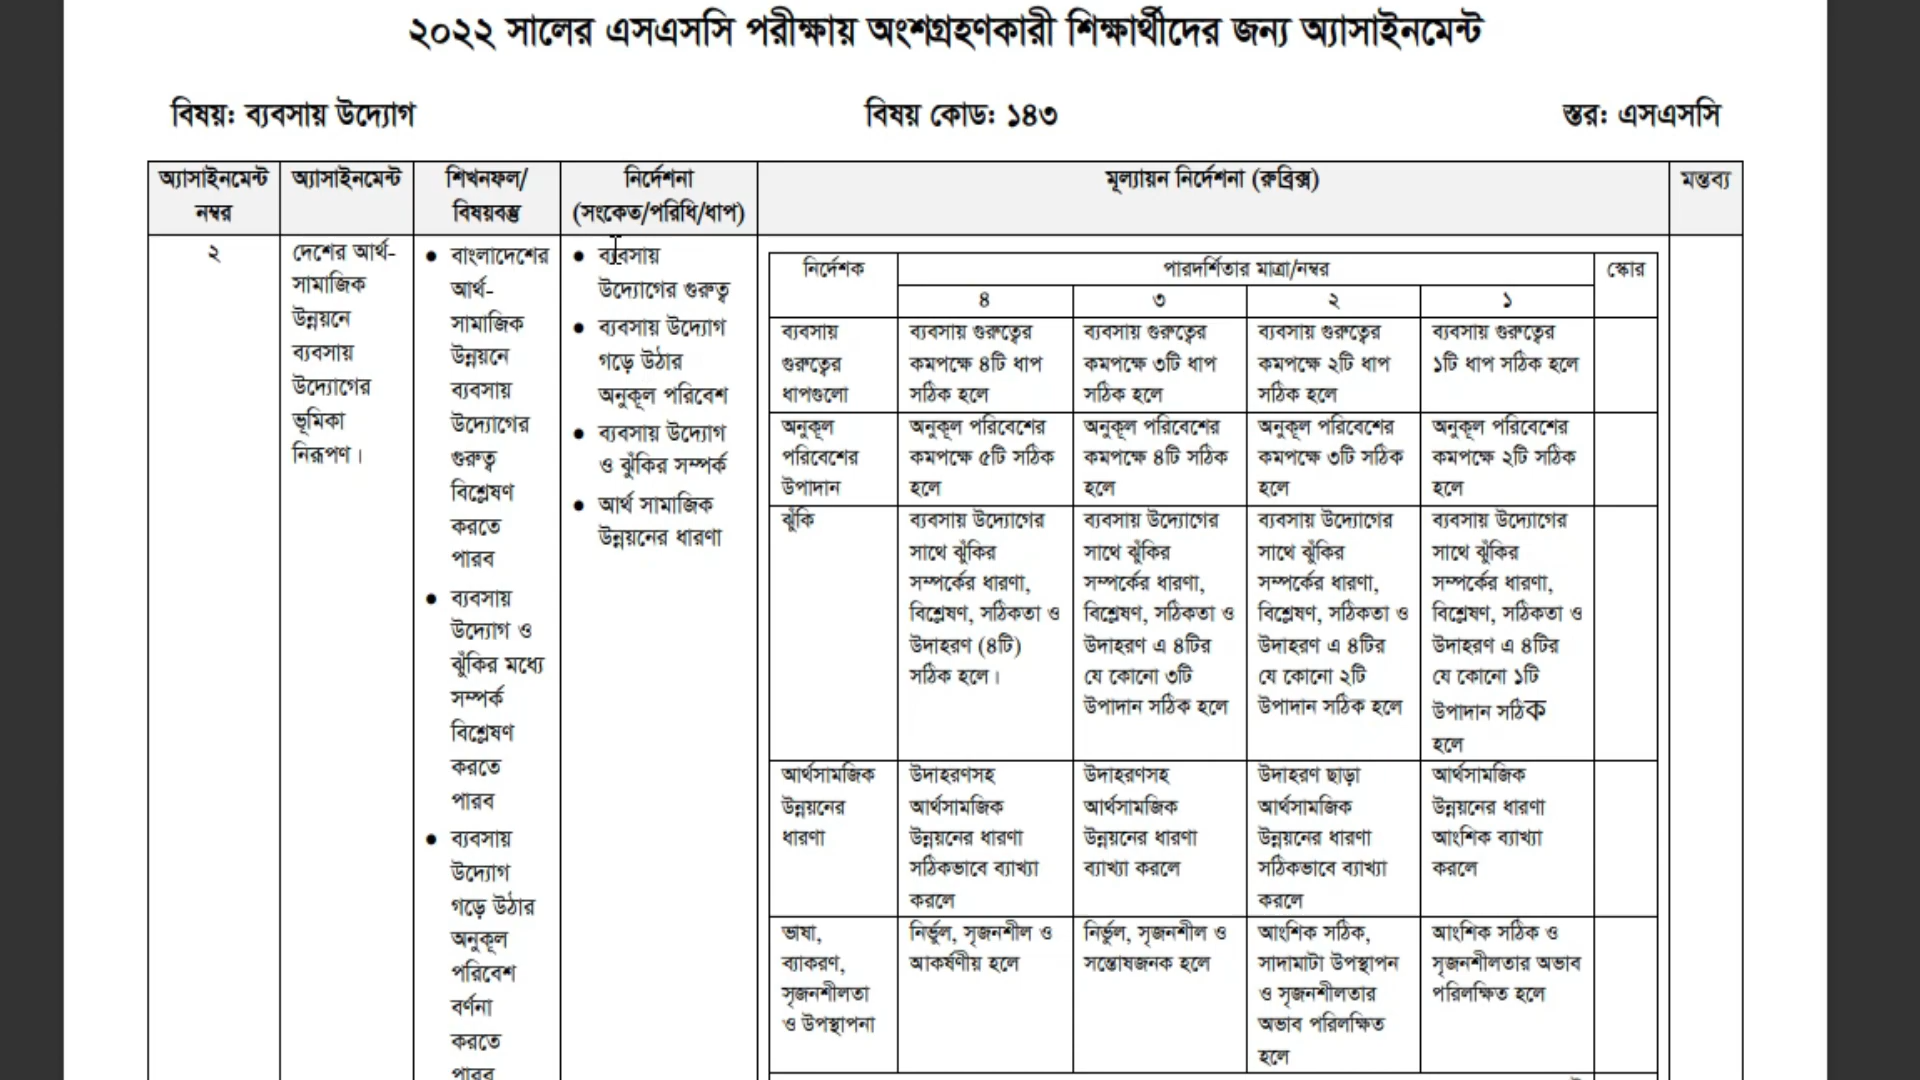 ২০২২ সালের এসএসসি পরীক্ষায় অংশগ্রহণকারী শিক্ষার্থীদের জন্য অ্যাসাইনমেন্ট
বিষয়: ব্যবসায় উদ্যোগ বিষয় কোড: ১৪৩ স্তর: এসএসসি
অ্যাসাইনমেন্ট
নম্বর
অ্যাসাইনমেন্ট
শিখনফল/
বিষয়বস্তু
নির্দেশনা
(সংকেত/পরিধি/ধাপ)
মূল্যায়ন নির্দেশনা (রুব্রিক্স)
মন্তব্য
২
দেশের আর্থ-
সামাজিক
উন্নয়নে
ব্যবসায়
উদ্যোগের
ভূমিকা
নিরূপণ।
● বাংলাদেশের
আর্থ-
সামাজিক
উন্নয়নে
ব্যবসায়
উদ্যোগের
গুরুত্ব
বিশ্লেষণ
করতে
পারব
● ব্যবসায়
উদ্যোগ ও
ঝুঁকির মধ্যে
সম্পর্ক
বিশ্লেষণ
করতে
পারব
● ব্যবসায়
উদ্যোগ
গড়ে উঠার
অনুকূল
পরিবেশ
বর্ণনা
করতে
পারব
● ব্যবসায়
উদ্যোগের গুরুত্ব
● ব্যবসায় উদ্যোগ
গড়ে উঠার
অনুকূল পরিবেশ
● ব্যবসায় উদ্যোগ
ও ঝুঁকির সম্পর্ক
● আর্থ সামাজিক
উন্নয়নের ধারণা
নির্দেশক
পারদর্শিতার মাত্রা/নম্বর
স্কোর
৪ ৩ ২ ১
ব্যবসায়
গুরুত্বের
ধাপগুলো
ব্যবসায় গুরুত্বের
কমপক্ষে ৪টি ধাপ
সঠিক হলে
ব্যবসায় গুরুত্বের
কমপক্ষে ৩টি ধাপ
সঠিক হলে
ব্যবসায় গুরুত্বের
কমপক্ষে ২টি ধাপ
সঠিক হলে
ব্যবসায় গুরুত্বের
১টি ধাপ সঠিক হলে
অনুকূল
পরিবেশের
উপাদান
অনুকূল পরিবেশের
কমপক্ষে ৫টি সঠিক
হলে
অনুকূল পরিবেশের
কমপক্ষে ৪টি সঠিক
হলে
অনুকূল পরিবেশের
কমপক্ষে ৩টি সঠিক
হলে
অনুকূল পরিবেশের
কমপক্ষে ২টি সঠিক
হলে
ঝুঁকি
ব্যবসায় উদ্যোগের
সাথে ঝুঁকির
সম্পর্কের ধারণা,
বিশ্লেষণ, সঠিকতা ও
উদাহরণ (৪টি)
সঠিক হলে।
ব্যবসায় উদ্যোগের
সাথে ঝুঁকির
সম্পর্কের ধারণা,
বিশ্লেষণ, সঠিকতা ও
উদাহরণ এ ৪টির
যে কোনো ৩টি
উপাদান সঠিক হলে
ব্যবসায় উদ্যোগের
সাথে ঝুঁকির
সম্পর্কের ধারণা,
বিশ্লেষণ, সঠিকতা ও
উদাহরণ এ ৪টির
যে কোনো ২টি
উপাদান সঠিক হলে
ব্যবসায় উদ্যোগের
সাথে ঝুঁকির
সম্পর্কের ধারণা,
বিশ্লেষণ, সঠিকতা ও
উদাহরণ এ ৪টির
যে কোনো ১টি
উপাদান সঠিক
হলে
আর্থসামজিক
উন্নয়নের
ধারণা
উদাহরণসহ
আর্থসামজিক
উন্নয়নের ধারণা
সঠিকভাবে ব্যাখ্যা
করলে
উদাহরণসহ
আর্থসামজিক
উন্নয়নের ধারণা
ব্যাখ্যা করলে
উদাহরণ ছাড়া
আর্থসামজিক
উন্নয়নের ধারণা
সঠিকভাবে ব্যাখ্যা
করলে
আর্থসামজিক
উন্নয়নের ধারণা
আংশিক ব্যাখ্যা
করলে
ভাষা,
ব্যাকরণ,
সৃজনশীলতা
ও উপস্থাপনা
নির্ভুল, সৃজনশীল ও
আকর্ষণীয় হলে
নির্ভুল, সৃজনশীল ও
সন্তোষজনক হলে
আংশিক সঠিক,
সাদামাটা উপস্থাপন
ও সৃজনশীলতার
অভাব পরিলক্ষিত
হলে
আংশিক সঠিক ও
সৃজনশীলতার অভাব
পরিলক্ষিত হলে